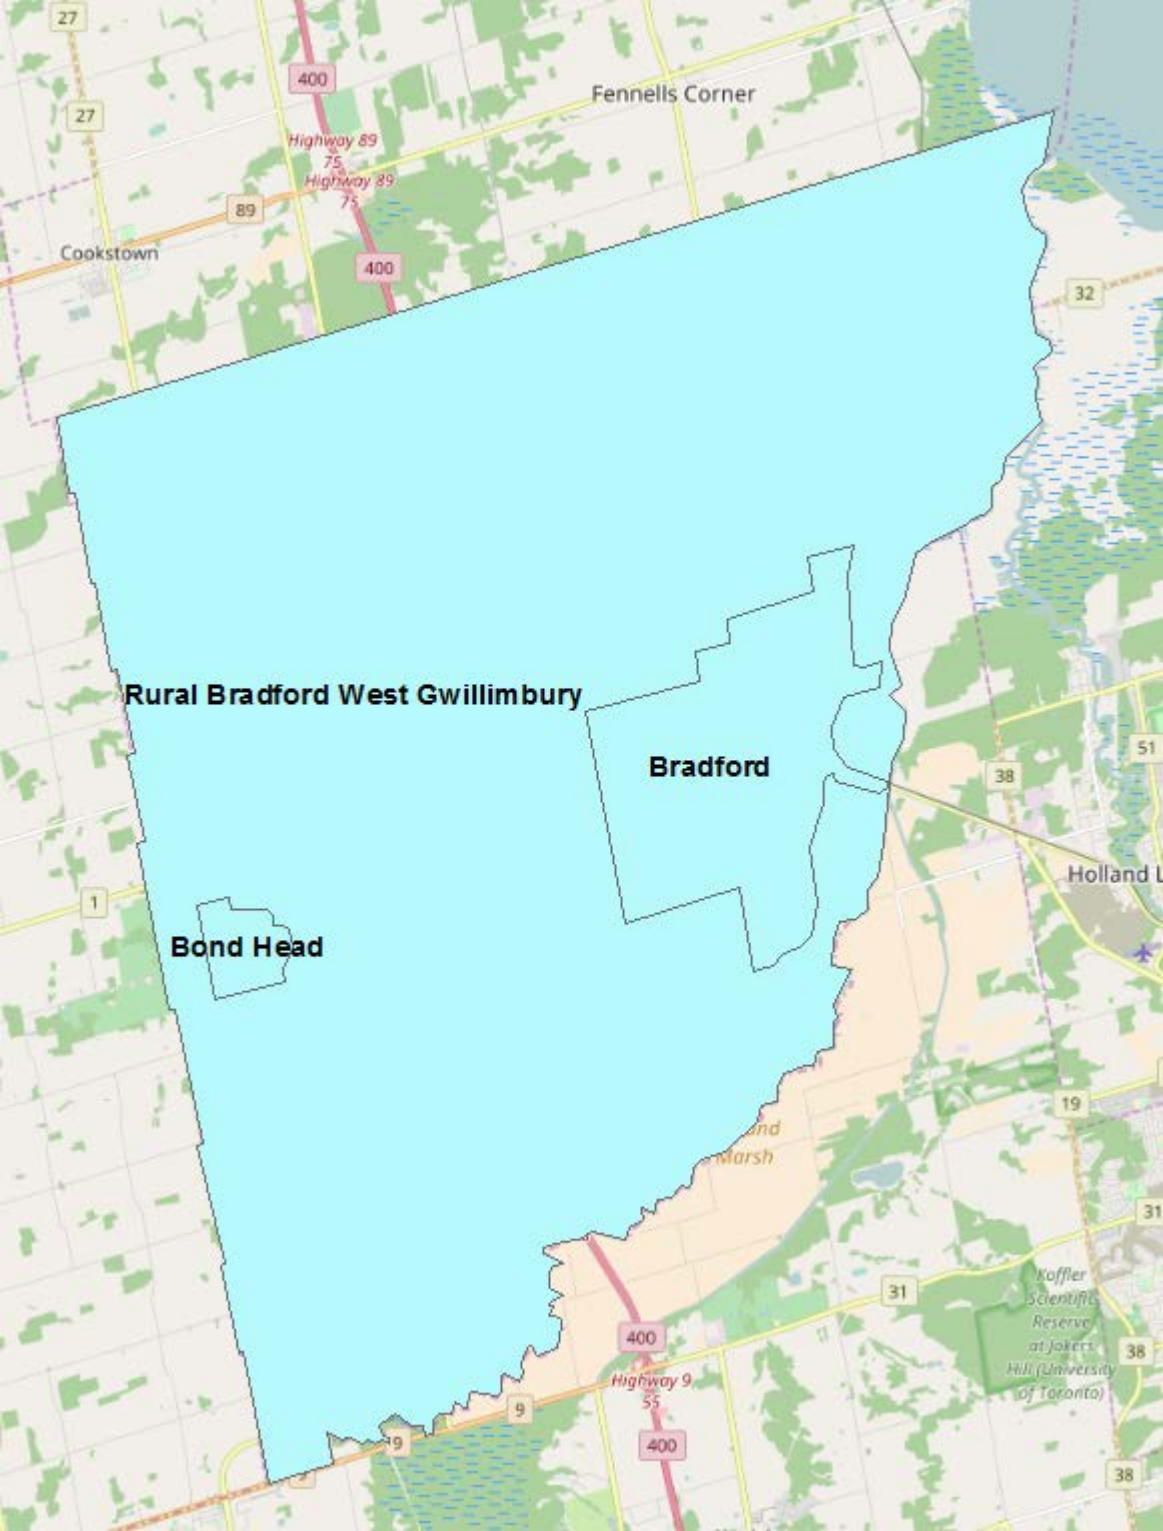 27
400
Fennells Corner
27
Highway 89
75
Highway 89
75
89
Cookstown
400
32
Rural Bradford West Gwillimbury
51
Bradford
38
Holland L
1
Bond Head
19
and
Marsh
31
Koffler
Scientific
Reserve
at Jokers
Hill (University
of Toronto)
31
400
38
Highway 9
55
9
19
400
38